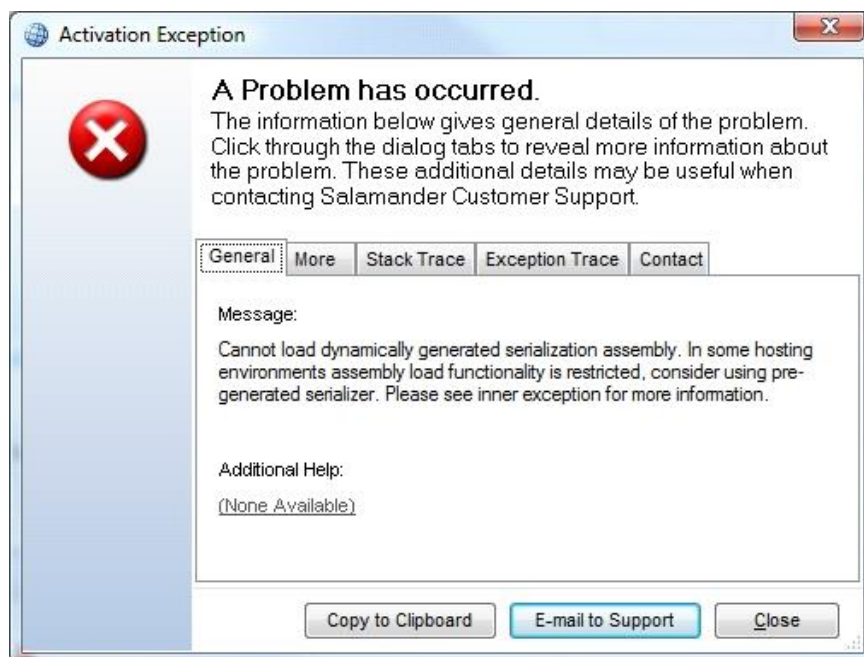 Activation Exception
A Problem has occurred.
The information below gives general details of the problem.
Click through the dialog tabs to reveal more information about
the problem. These additional details may be useful when
contacting Salamander Customer Support.
General More Stack Trace Exception Trace Contact
Message:
Cannot load dynamically generated serialization assembly. In some hosting
environments assembly load functionality is restricted, consider using pre-
generated serializer. Please see inner exception for more information.
Additional Help:
(None Available)
Copy to Clipboard E-mail to Support Close